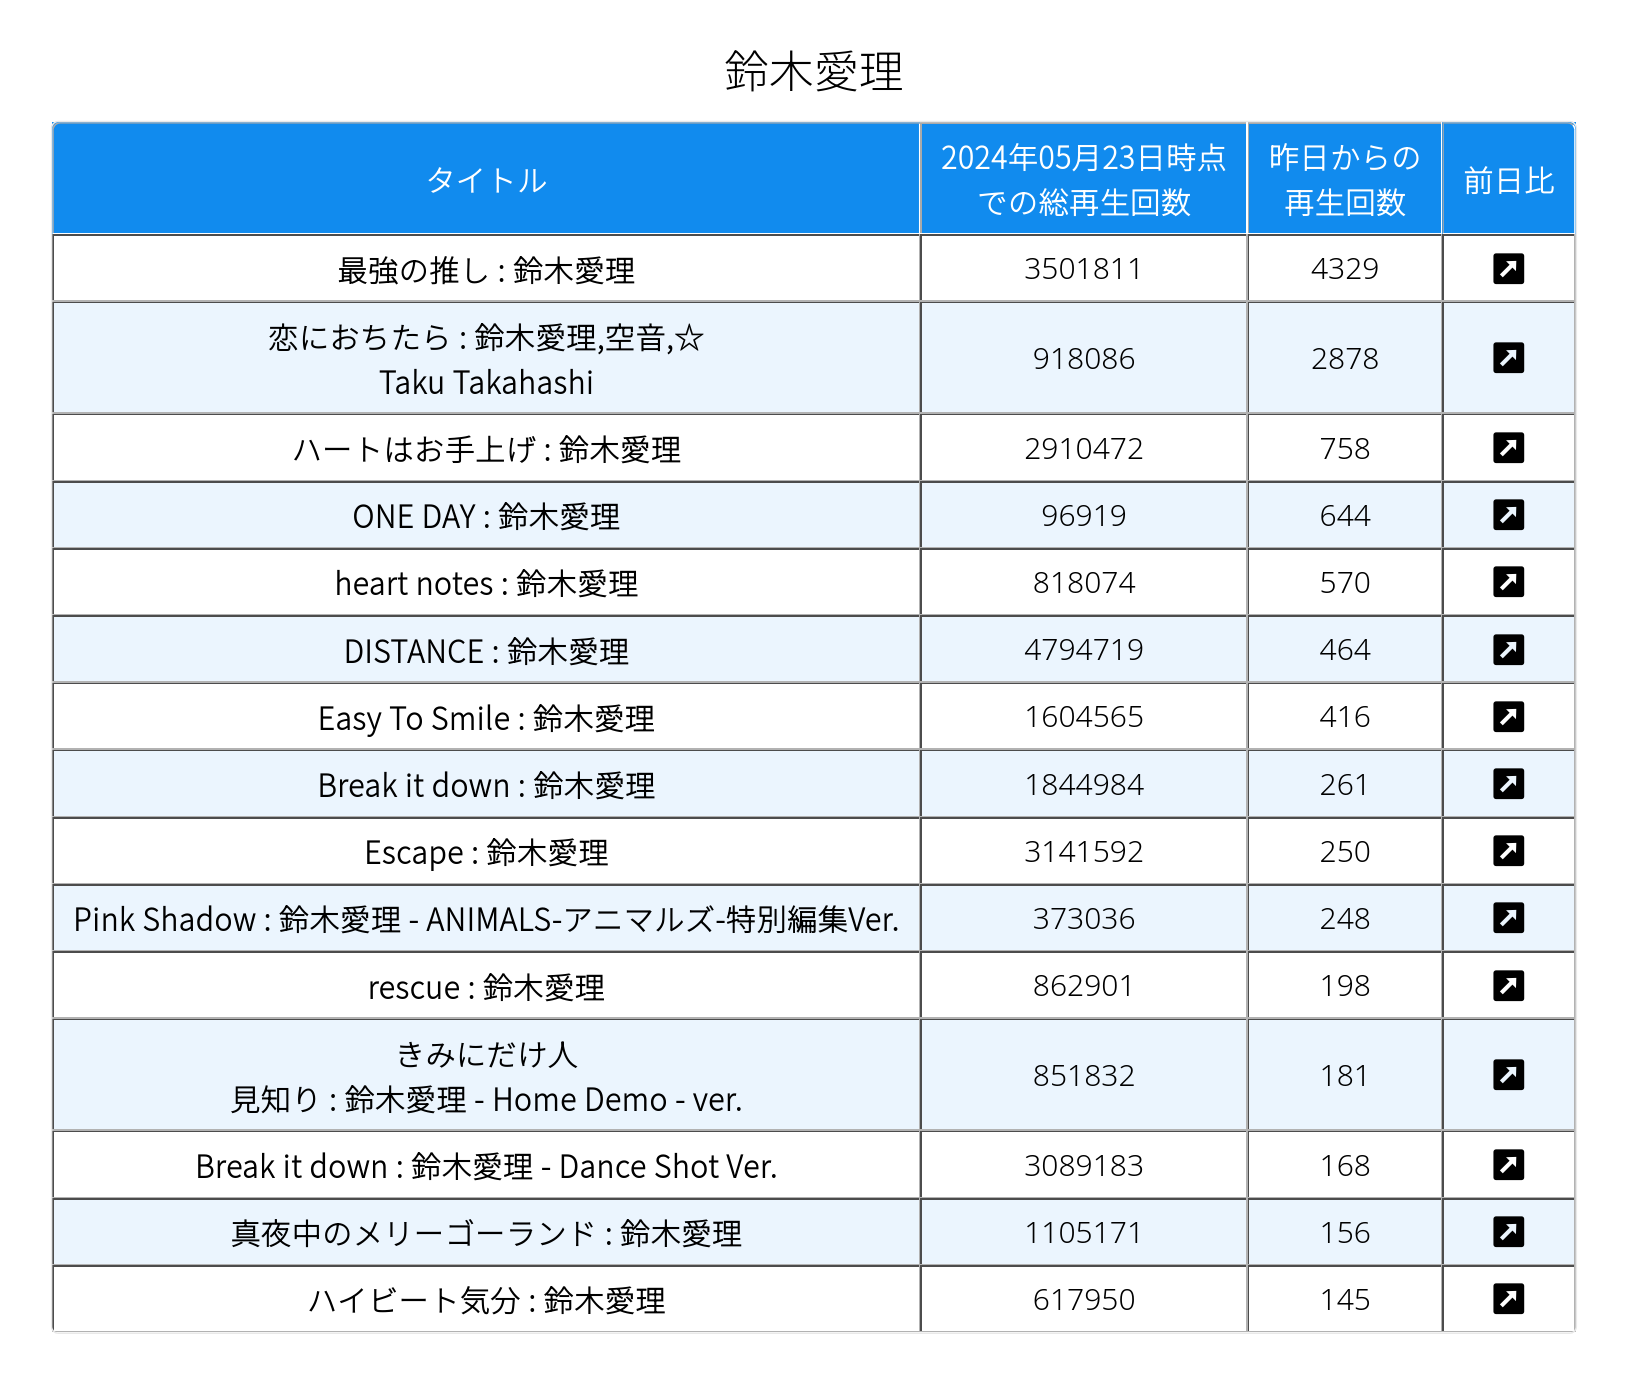 鈴木愛理
タイトル
2024年05月23日時点
での総再生回数
昨日からの
再生回数
前日比
最強の推し : 鈴木愛理 3501811 4329
恋におちたら : 鈴木愛理,空音,☆
Taku Takahashi
918086 2878
ハートはお手上げ : 鈴木愛理 2910472 758
ONE DAY : 鈴木愛理 96919 644
heart notes : 鈴木愛理 818074 570
DISTANCE : 鈴木愛理 4794719 464
Easy To Smile : 鈴木愛理 1604565 416
Break it down : 鈴木愛理 1844984 261
Escape : 鈴木愛理 3141592 250
Pink Shadow : 鈴木愛理 - ANIMALS-アニマルズ-特別編集Ver. 373036 248
rescue : 鈴木愛理 862901 198
きみにだけ人
見知り : 鈴木愛理 - Home Demo - ver.
851832 181
Break it down : 鈴木愛理 - Dance Shot Ver. 3089183 168
真夜中のメリーゴーランド : 鈴木愛理 1105171 156
ハイビート気分 : 鈴木愛理 617950 145